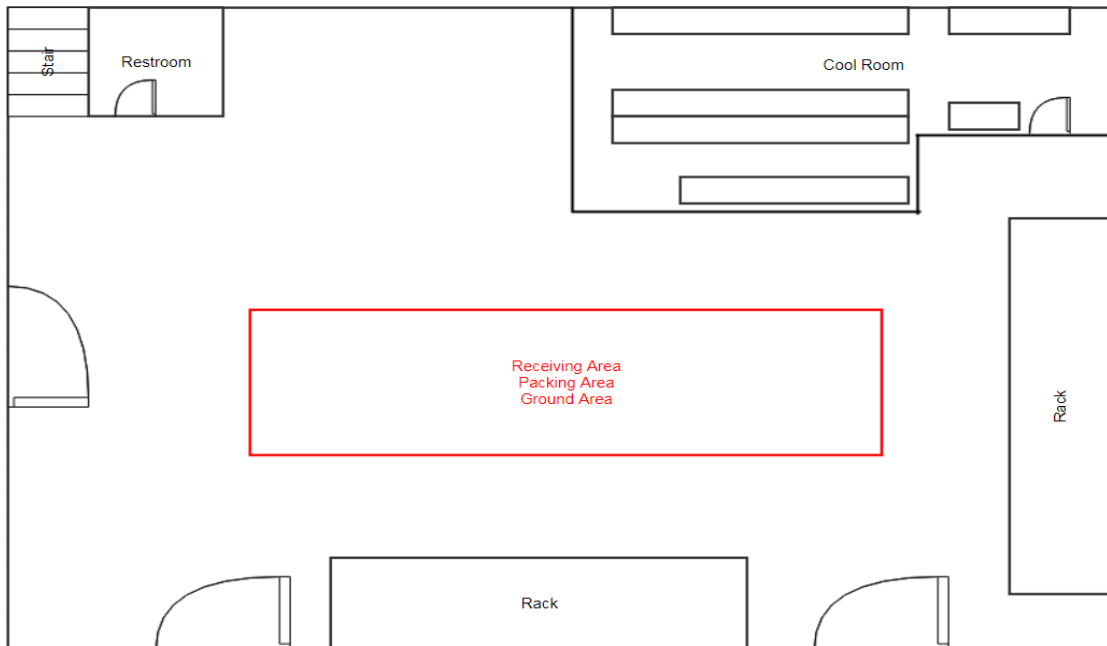 Stair
Restroom
Cool Room
Receiving Area
Packing Area
Ground Area
Rack
Rack